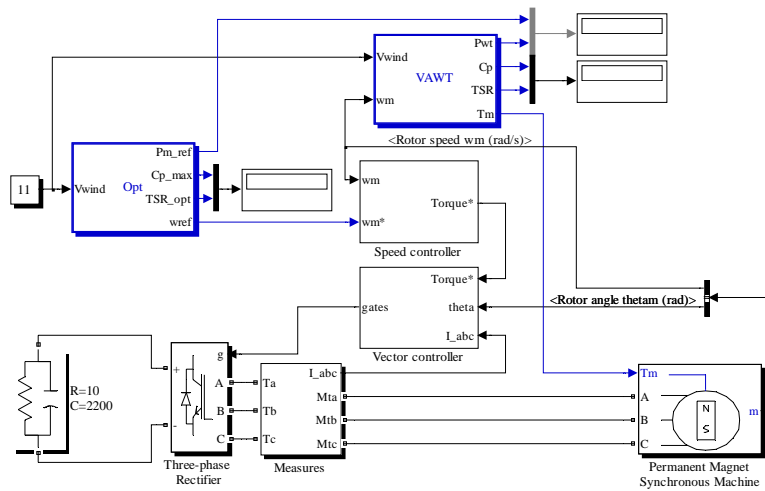 Pwt
Vwind
Cp
VAWT
TSR
wm
Tm
<Rotor speed wm (rad/s)>
Pm_ref
Cp_max
11
Vwind
Opt
TSR_opt
wref
wm
Torque*
wm*
Speed controller
Torque*
gates
theta
<Rotor angle thetam (rad)>
I_abc
Vector controller
g
+
A
B
C
-
Three-phase
Rectifier
I_abc
Ta
Mta
Tb
Mtb
Tc
Mtc
Measures
R=10
C=2200
Tm
A
B
C
N
S
m
Permanent Magnet
Synchronous Machine